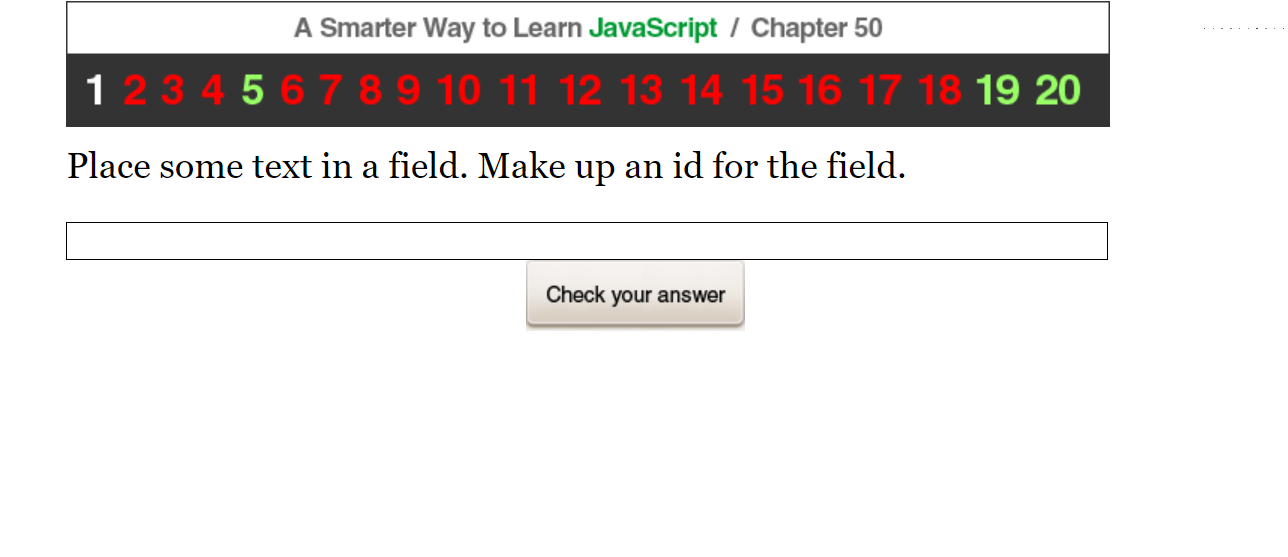 A Smarter Way to Learn JavaScript / Chapter 50
1 2 3 4 5 6 7 8 9 10 11 12 13 14 15 16 17 18 19 20
Place some text in a field. Make up an id for the field.
Check your answer